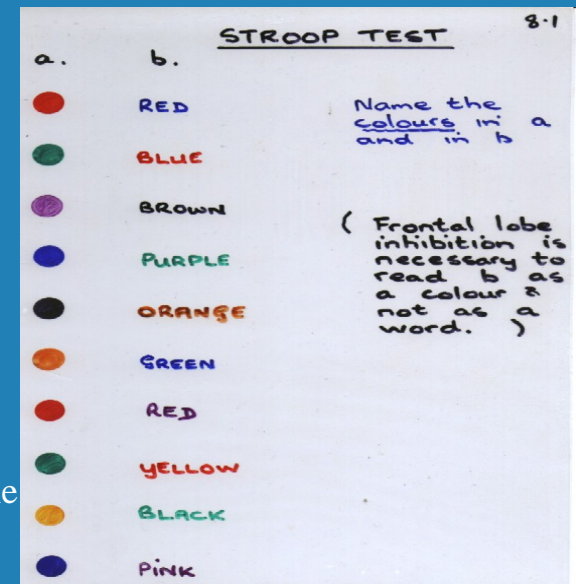 8.1
STROOP TEST
a. b.
RED
BLUE
BROWN
PURPLE
ORANGE
GREEN
RED
YELLOW
BLACK
PINK
Name the
colours in a
and in b
( Frontal lobe
inhibition is
necessary to
read b as
a colour &
not as a
word. )
e